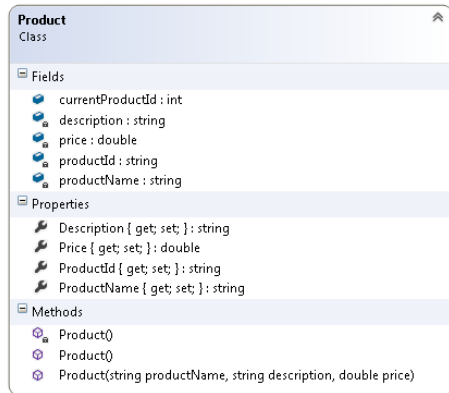 Product
Class
Fields
currentProductId : int
description : string
price : double
productId : string
productName : string
Properties
Description { get; set; } : string
Price { get; set; } : double
ProductId { get; set; } : string
ProductName { get; set; } : string
Methods
Product()
Product()
Product(string productName, string description, double price)